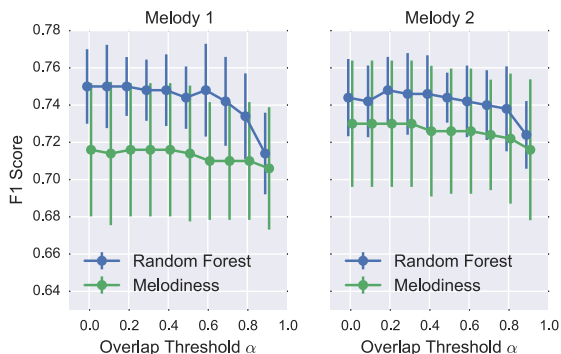 Melody 1
Melody 2
F1 Score
0.78
0.76
0.74
0.72
0.70
0.68
0.66
0.64
Random Forest
Melodiness
Random Forest
Melodiness
0.0 0.2 0.4 0.6 0.8 1.0
0.0 0.2 0.4 0.6 0.8 1.0
Overlap Threshold α
Overlap Threshold α